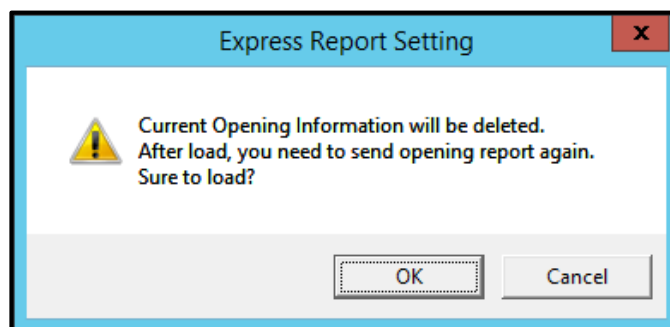 Express Report Setting
x
Current Opening Information will be deleted.
After load, you need to send opening report again.
Sure to load?
OK
Cancel